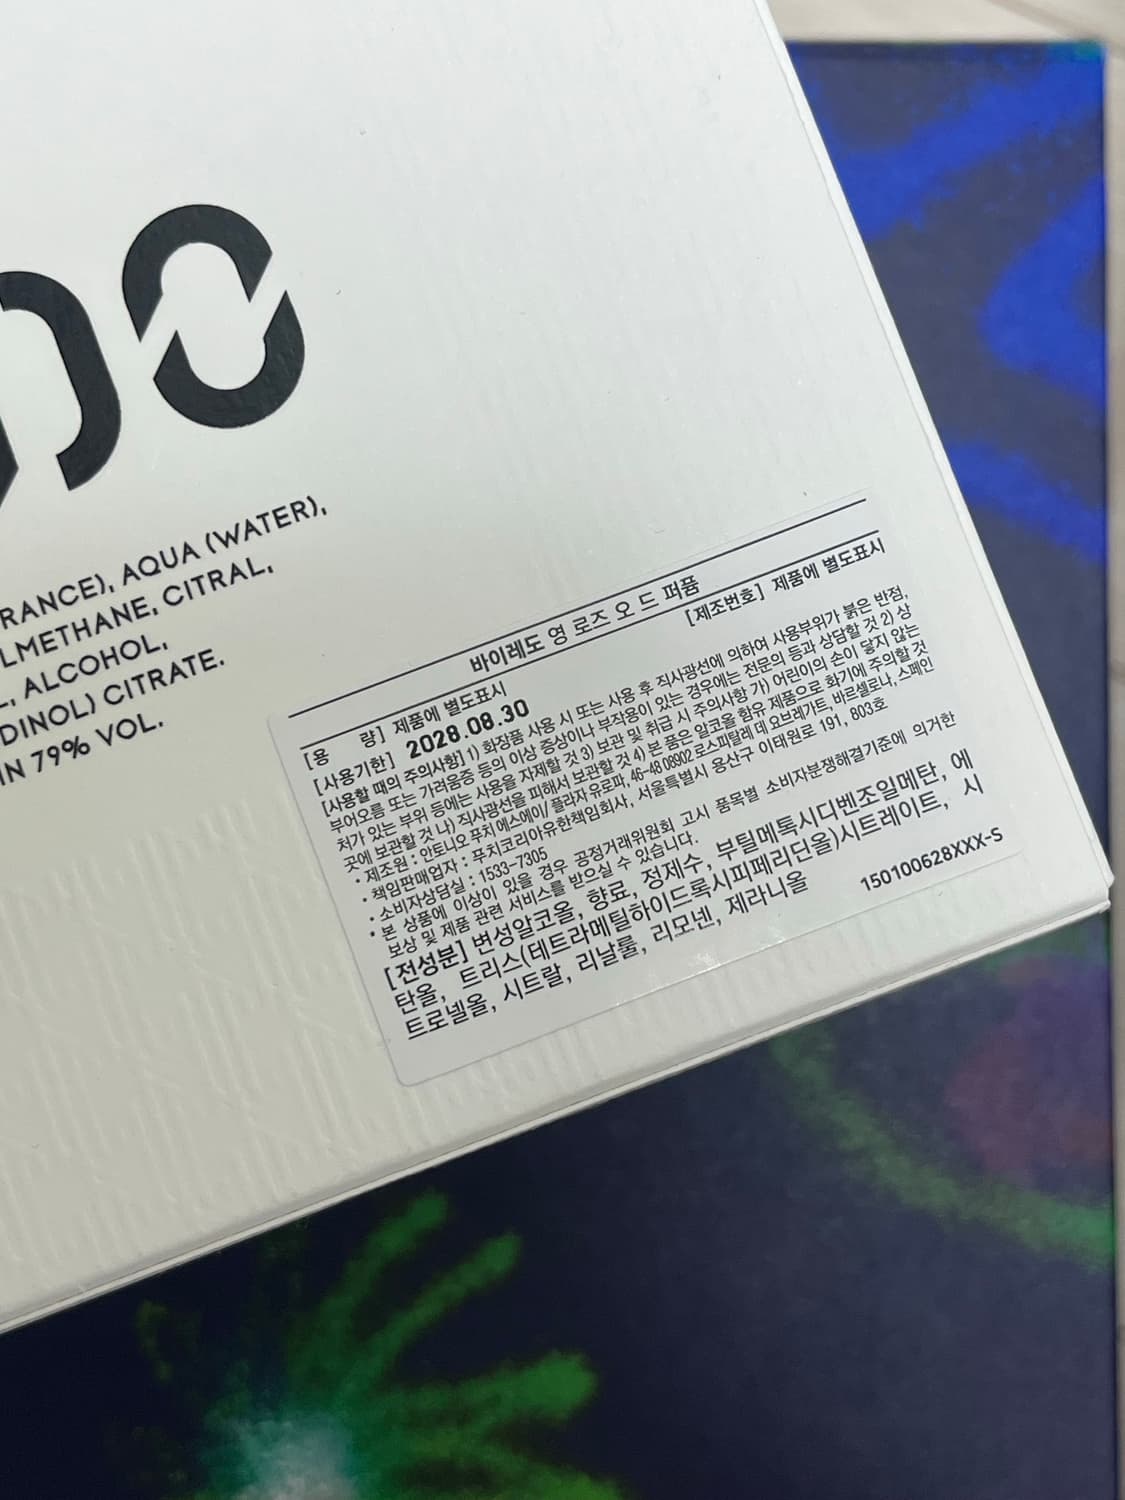 RANCE), AQUA (WATER),
LMETHANE, CITRAL,
L, ALCOHOL,
DINOL) CITRATE.
IN 79% VOL.
바이레도 영 로즈 오 드 퍼퓸
[용 량] 제품에 별도표시 [제조번호] 제품에 별도표시
[사용기한] 2028.08.30
[사용할 때의 주의사항] 1) 화장품 사용 시 또는 사용 후 직사광선에 의하여 사용부위가 붉은 반점,
부어오름 또는 가려움증 등의 이상 증상이나 부작용이 있는 경우에는 전문의 등과 상담할 것 2) 상
처가 있는 부위 등에는 사용을 자제할 것 3) 보관 및 취급 시 주의사항 가) 어린이의 손이 닿지 않는
곳에 보관할 것 나) 직사광선을 피해서 보관할 것 4) 본 품은 알코올 함유 제품으로 화기에 주의할 것
• 제조원 : 안토니오 푸치 에스에이/ 플라자 유로파, 46-48 08902 로스피탈레 데 요브레가트, 바르셀로나, 스페인
• 책임판매업자 : 푸치코리아유한책임회사, 서울특별시 용산구 이태원로 191, 803호
• 소비자상담실 : 1533-7305
• 본 상품에 이상이 있을 경우 공정거래위원회 고시 품목별 소비자분쟁해결기준에 의거한
보상 및 제품 관련 서비스를 받으실 수 있습니다.
[전성분] 변성알코올, 향료, 정제수, 부틸메톡시디벤조일메탄, 에
탄올, 트리스(테트라메틸하이드록시피페리딘올)시트레이트, 시
트로넬올, 시트랄, 리날룰, 리모넨, 제라니올
150100628XXX-S